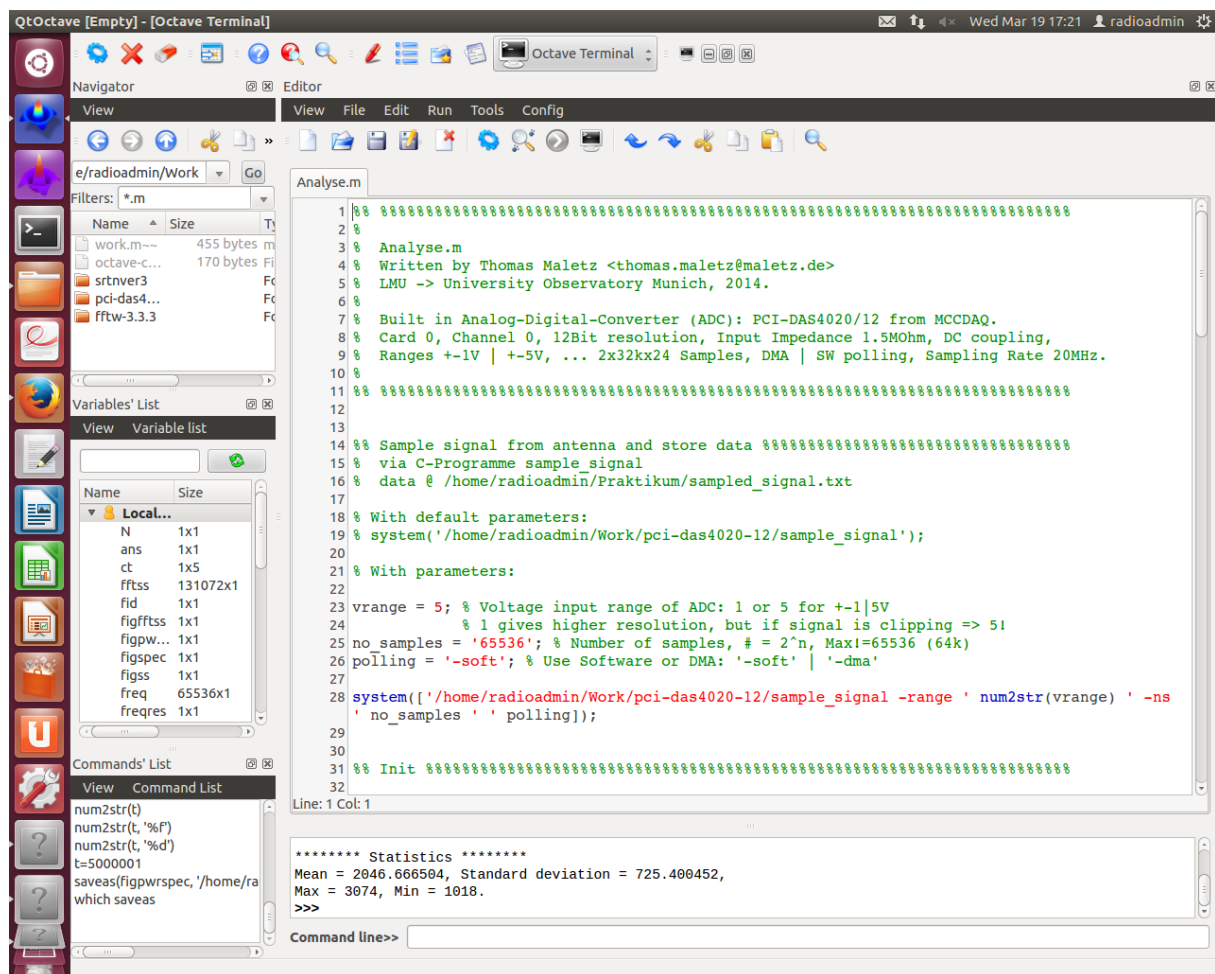 QtOctave [Empty] - [Octave Terminal]
Wed Mar 19 17:21 radioadmin
Octave Terminal
Navigator
View
e/radioadmin/Work Go
Filters: *.m
Name Size Ty
work.m~~ 455 bytes m
octave-c... 170 bytes Fi
srtnver3 Fo
pci-das4... Fo
fftw-3.3.3 Fo
Variables' List
View Variable list
Name Size
Local...
N 1x1
ans 1x1
ct 1x5
fftss 131072x1
fid 1x1
figfftss 1x1
figpw... 1x1
figspec 1x1
figss 1x1
freq 65536x1
freqres 1x1
Commands' List
View Command List
num2str(t)
num2str(t, '%f')
num2str(t, '%d')
t=5000001
saveas(figpwrspec, '/home/ra
which saveas
Editor
View File Edit Run Tools Config
Analyse.m
1 %% %%%%%%%%%%%%%%%%%%%%%%%%%%%%%%%%%%%%%%%%%%%%%%%%%%%%%%%%%%%%%%%%%%%%%%%%%%%%
2 %
3 % Analyse.m
4 % Written by Thomas Maletz <thomas.maletz@maletz.de>
5 % LMU -> University Observatory Munich, 2014.
6 %
7 % Built in Analog-Digital-Converter (ADC): PCI-DAS4020/12 from MCCDAQ.
8 % Card 0, Channel 0, 12Bit resolution, Input Impedance 1.5MOhm, DC coupling,
9 % Ranges +-1V | +-5V, ... 2x32kx24 Samples, DMA | SW polling, Sampling Rate 20MHz.
10 %
11 %% %%%%%%%%%%%%%%%%%%%%%%%%%%%%%%%%%%%%%%%%%%%%%%%%%%%%%%%%%%%%%%%%%%%%%%%%%%%%
12
13
14 %% Sample signal from antenna and store data %%%%%%%%%%%%%%%%%%%%%%%%%%%%%%%%%%
15 % via C-Programme sample_signal
16 % data @ /home/radioadmin/Praktikum/sampled_signal.txt
17
18 % With default parameters:
19 % system('/home/radioadmin/Work/pci-das4020-12/sample_signal');
20
21 % With parameters:
22
23 vrange = 5; % Voltage input range of ADC: 1 or 5 for +-1|5V
24 % 1 gives higher resolution, but if signal is clipping => 5!
25 no_samples = '65536'; % Number of samples, # = 2^n, Max!=65536 (64k)
26 polling = '-soft'; % Use Software or DMA: '-soft' | '-dma'
27
28 system(['/home/radioadmin/Work/pci-das4020-12/sample_signal -range ' num2str(vrange) ' -ns
' no_samples ' ' polling]);
29
30
31 %% Init %%%%%%%%%%%%%%%%%%%%%%%%%%%%%%%%%%%%%%%%%%%%%%%%%%%%%%%%%%%%%%%%%%%%%%%
32
Line: 1 Col: 1
******** Statistics ********
Mean = 2046.666504, Standard deviation = 725.400452,
Max = 3074, Min = 1018.
>>>
Command line>>